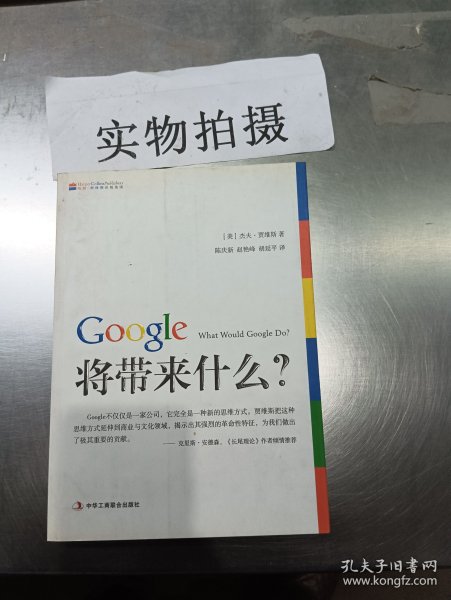 实物拍摄
HarperCollins Publishers
[美] 杰夫·贾维斯 著
陈庆新 赵艳峰 胡延平 译
Google What Would Google Do?
将带来什么?
Google不仅仅是一家公司，它完全是一种新的思维方式，贾维斯把这种
思维方式延伸到商业与文化领域，揭示出其强烈的革命性特征，为我们做出
了极其重要的贡献。
—— 克里斯·安德森，《长尾理论》作者倾情推荐
中华工商联合出版社
孔夫子旧书网
www.kongfz.com